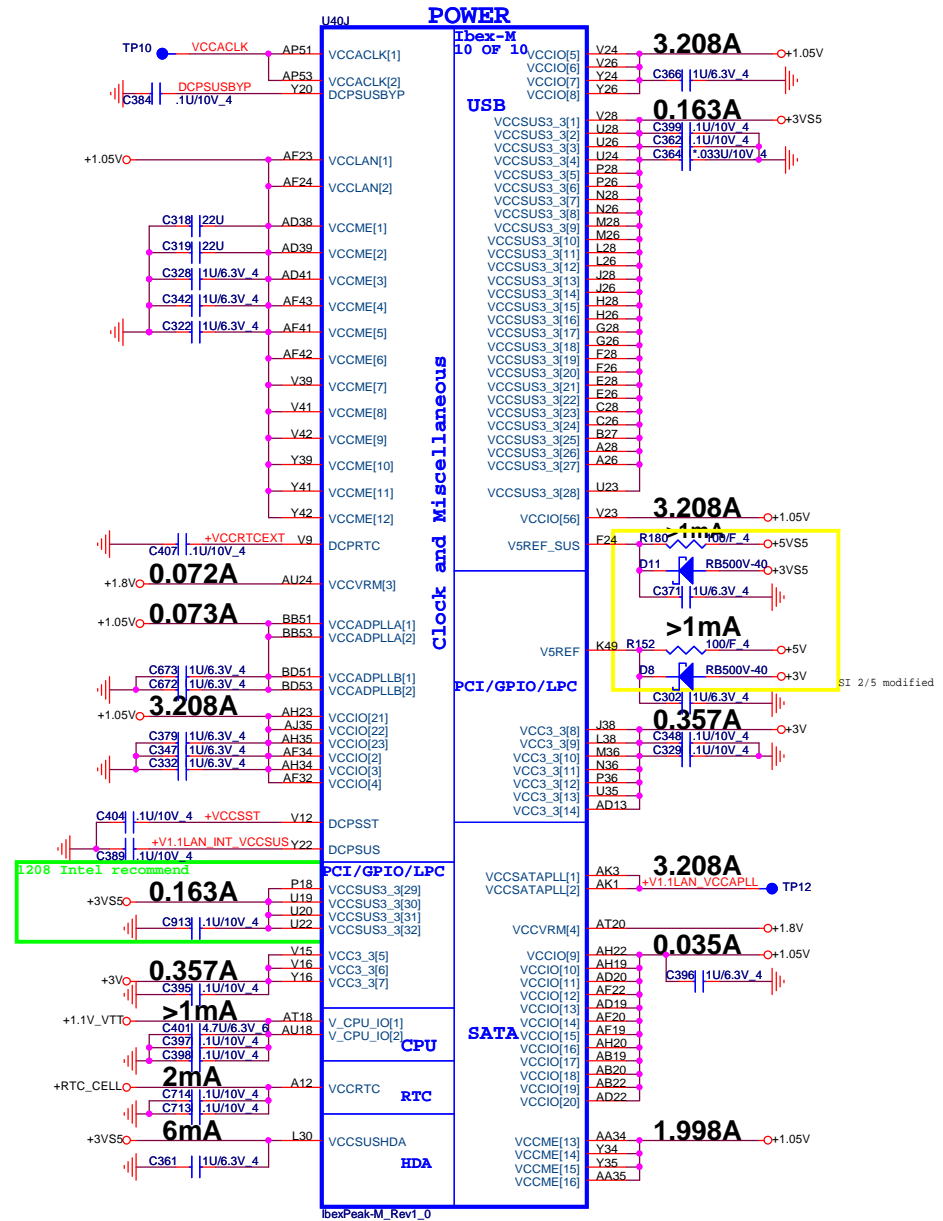 POWER
U40J
Ibex-M
10 OF 10
TP10
VCCACLK
AP51
VCCACLK[1]
AP53
VCCACLK[2]
DCPSUSBYP
Y20
DCPSUSBYP
C384
.1U/10V_4
+1.05V
AF23
VCCLAN[1]
AF24
VCCLAN[2]
C318
22U
AD38
VCCME[1]
C319
22U
AD39
VCCME[2]
C328
1U/6.3V_4
AD41
VCCME[3]
C342
1U/6.3V_4
AF43
VCCME[4]
C322
1U/6.3V_4
AF41
VCCME[5]
AF42
VCCME[6]
V39
VCCME[7]
V41
VCCME[8]
V42
VCCME[9]
Y39
VCCME[10]
Y41
VCCME[11]
Y42
VCCME[12]
+VCCRTCEXT
V9
DCPRTC
C407
.1U/10V_4
+1.8V
0.072A
AU24
VCCVRM[3]
+1.05V
0.073A
BB51
VCCADPLLA[1]
BB53
VCCADPLLA[2]
C673
1U/6.3V_4
BD51
VCCADPLLB[1]
C672
1U/6.3V_4
BD53
VCCADPLLB[2]
+1.05V
3.208A
AH23
VCCIO[21]
AJ35
VCCIO[22]
C379
1U/6.3V_4
AH35
VCCIO[23]
C347
1U/6.3V_4
AF34
VCCIO[2]
C332
1U/6.3V_4
AH34
VCCIO[3]
AF32
VCCIO[4]
C404
.1U/10V_4
+VCCSST
V12
DCPSST
+V1.1LAN_INT_VCCSUS
Y22
DCPSUS
C389
.1U/10V_4
1208 Intel recommend
PCI/GPIO/LPC
+3VS5
0.163A
P18
VCCSUS3_3[29]
U19
VCCSUS3_3[30]
U20
VCCSUS3_3[31]
C913
.1U/10V_4
U22
VCCSUS3_3[32]
V15
VCC3_3[5]
V16
VCC3_3[6]
+3V
0.357A
Y16
VCC3_3[7]
C395
.1U/10V_4
+1.1V_VTT
>1mA
AT18
V_CPU_IO[1]
C401
4.7U/6.3V_6
AU18
V_CPU_IO[2]
CPU
C397
.1U/10V_4
C398
.1U/10V_4
+RTC_CELL
2mA
A12
VCCRTC
RTC
C714
.1U/10V_4
C713
.1U/10V_4
+3VS5
6mA
L30
VCCSUSHDA
HDA
C361
1U/6.3V_4
IbexPeak-M_Rev1_0
Clock and Miscellaneous
USB
VCCIO[5]
V24
3.208A
+1.05V
VCCIO[6]
V26
VCCIO[7]
Y24
C366
1U/6.3V_4
VCCIO[8]
Y26
VCCSUS3_3[1]
V28
0.163A
+3VS5
VCCSUS3_3[2]
U28
C399
.1U/10V_4
VCCSUS3_3[3]
U26
C362
.1U/10V_4
VCCSUS3_3[4]
U24
C364
*.033U/10V_4
VCCSUS3_3[5]
P28
VCCSUS3_3[6]
P26
VCCSUS3_3[7]
N28
VCCSUS3_3[8]
N26
VCCSUS3_3[9]
M28
VCCSUS3_3[10]
M26
VCCSUS3_3[11]
L28
VCCSUS3_3[12]
L26
VCCSUS3_3[13]
J28
VCCSUS3_3[14]
J26
VCCSUS3_3[15]
H28
VCCSUS3_3[16]
H26
VCCSUS3_3[17]
G28
VCCSUS3_3[18]
G26
VCCSUS3_3[19]
F28
VCCSUS3_3[20]
F26
VCCSUS3_3[21]
E28
VCCSUS3_3[22]
E26
VCCSUS3_3[23]
C28
VCCSUS3_3[24]
C26
VCCSUS3_3[25]
B27
VCCSUS3_3[26]
A28
VCCSUS3_3[27]
A26
VCCSUS3_3[28]
U23
VCCIO[56]
V23
3.208A
+1.05V
V5REF_SUS
F24
>1mA
R180
100/F_4
+5VS5
D11
RB500V-40
+3VS5
C371
1U/6.3V_4
>1mA
V5REF
K49
R152
100/F_4
+5V
D8
RB500V-40
+3V
SI 2/5 modified
C302
1U/6.3V_4
PCI/GPIO/LPC
VCC3_3[8]
J38
0.357A
+3V
VCC3_3[9]
L38
C348
.1U/10V_4
VCC3_3[10]
M36
C329
.1U/10V_4
VCC3_3[11]
N36
VCC3_3[12]
P36
VCC3_3[13]
U35
VCC3_3[14]
AD13
VCCSATAPLL[1]
AK3
3.208A
VCCSATAPLL[2]
AK1
+V1.1LAN_VCCAPLL
TP12
VCCVRM[4]
AT20
+1.8V
VCCIO[9]
AH22
0.035A
+1.05V
VCCIO[10]
AH19
VCCIO[11]
AD20
C396
1U/6.3V_4
VCCIO[12]
AF22
VCCIO[13]
AD19
VCCIO[14]
AF20
SATA
VCCIO[15]
AF19
VCCIO[16]
AH20
VCCIO[17]
AB19
VCCIO[18]
AB20
VCCIO[19]
AB22
VCCIO[20]
AD22
VCCME[13]
AA34
1.998A
+1.05V
VCCME[14]
Y34
VCCME[15]
Y35
VCCME[16]
AA35